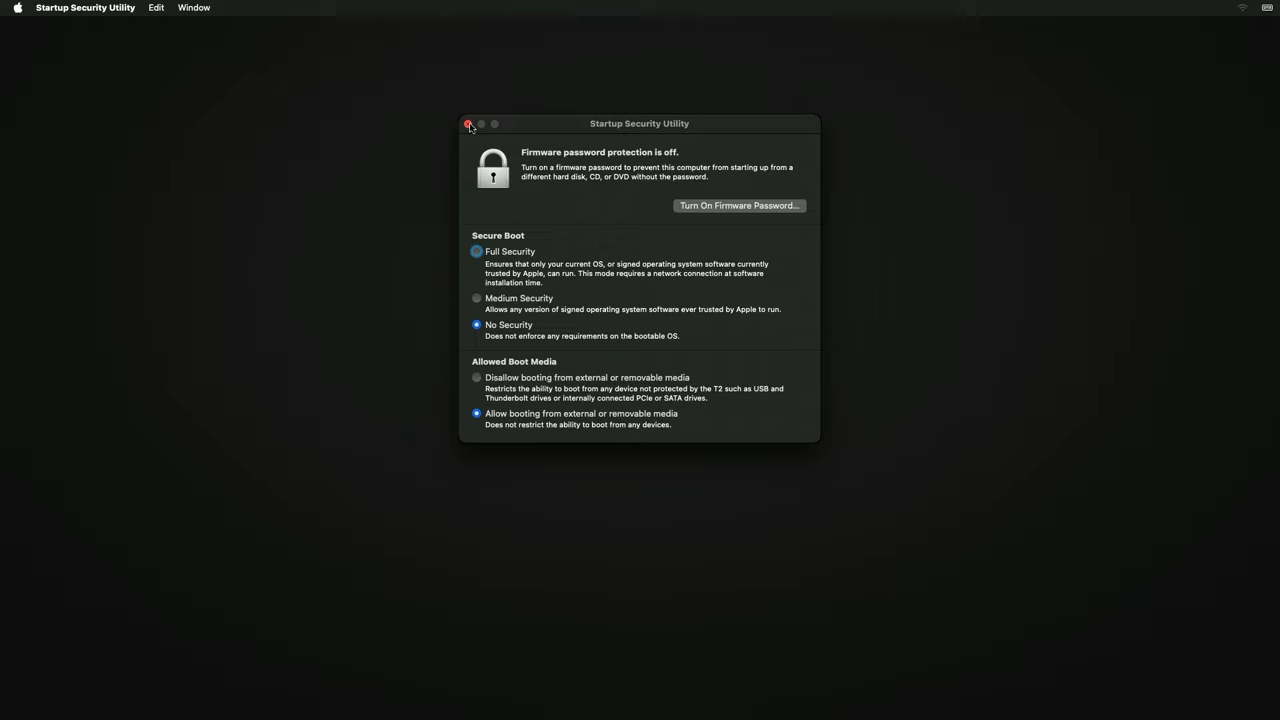 Startup Security Utility Edit Window
Startup Security Utility
Firmware password protection is off.
Turn on a firmware password to prevent this computer from starting up from a
different hard disk, CD, or DVD without the password.
Turn On Firmware Password...
Secure Boot
Full Security
Ensures that only your current OS, or signed operating system software currently
trusted by Apple, can run. This mode requires a network connection at software
installation time.
Medium Security
Allows any version of signed operating system software ever trusted by Apple to run.
No Security
Does not enforce any requirements on the bootable OS.
Allowed Boot Media
Disallow booting from external or removable media
Restricts the ability to boot from any device not protected by the T2 such as USB and
Thunderbolt drives or internally connected PCIe or SATA drives.
Allow booting from external or removable media
Does not restrict the ability to boot from any devices.